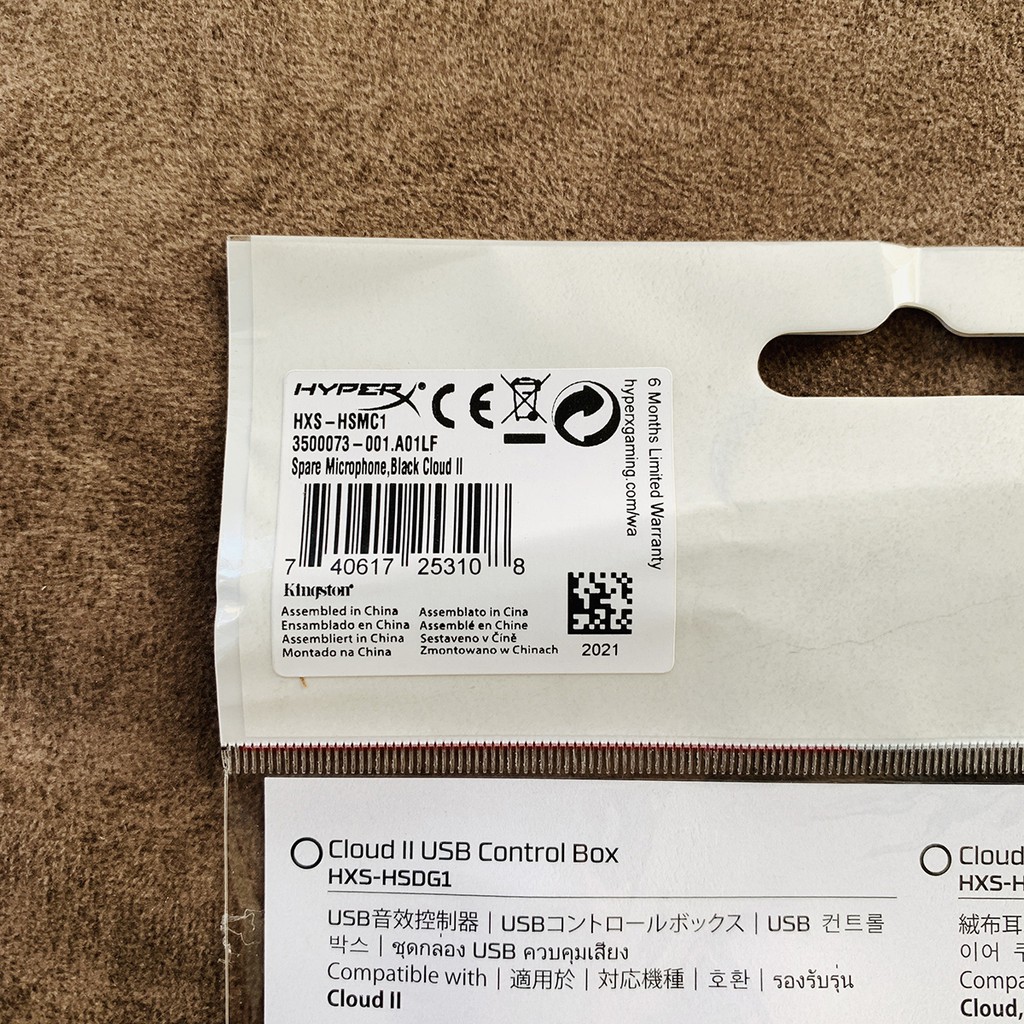 HYPERX
HXS-HSMC1
3500073-001.A01LF
Spare Microphone,Black Cloud II
7 40617 25310 8
Kingston
Assembled in China
Ensamblado en China
Assembliert in China
Montado na China
Assemblato in Cina
Assemblé en Chine
Sestaveno v Číně
Zmontowano w Chinach
CE
6 Months Limited Warranty
hyperxgaming.com/wa
2021
Cloud II USB Control Box
HXS-HSDG1
USB音效控制器 | USBコントロールボックス | USB 컨트롤
박스 | ชุดกล่อง USB ควบคุมเสียง
Compatible with | 適用於 | 対応機種 | 호환 | รองรับรุ่น
Cloud II
Cloud
HXS-H
絨布耳
이어
Compa
Cloud,